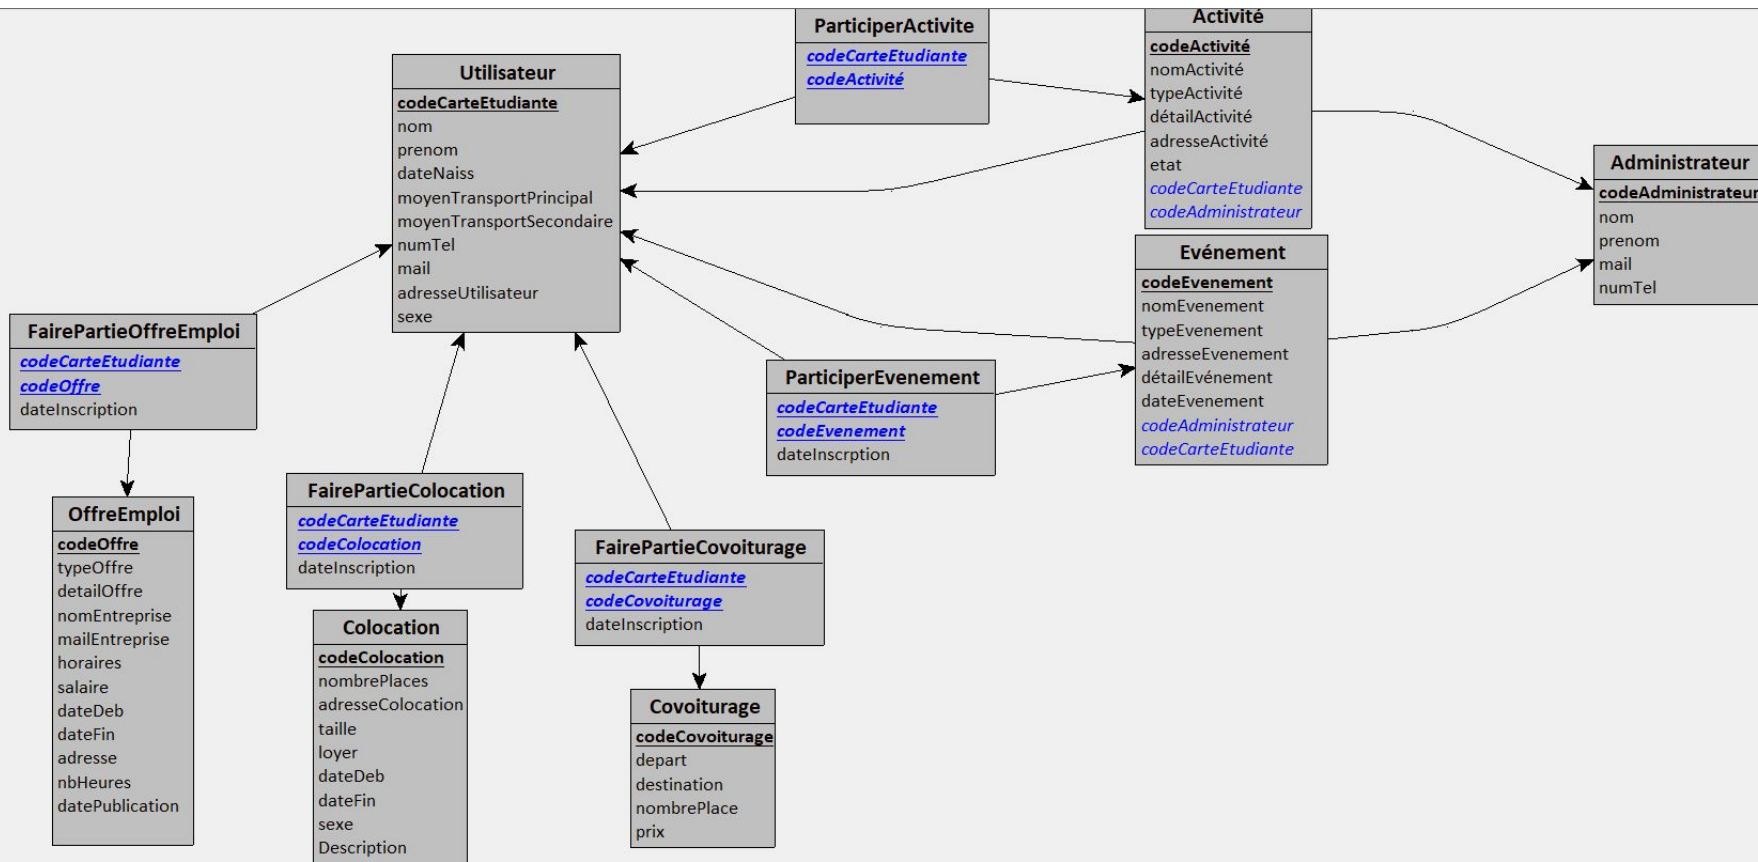 ParticiperActivite
codeCarteEtudiante
codeActivité
Activité
codeActivité
nomActivité
typeActivité
détailActivité
adresseActivité
etat
codeCarteEtudiante
codeAdministrateur
Utilisateur
codeCarteEtudiante
nom
prenom
dateNaiss
moyenTransportPrincipal
moyenTransportSecondaire
numTel
mail
adresseUtilisateur
sexe
Administrateur
codeAdministrateur
nom
prenom
mail
numTel
Evénement
codeEvenement
nomEvenement
typeEvenement
adresseEvenement
détailEvénement
dateEvenement
codeAdministrateur
codeCarteEtudiante
FairePartieOffreEmploi
codeCarteEtudiante
codeOffre
dateInscription
ParticiperEvenement
codeCarteEtudiante
codeEvenement
dateInscrption
FairePartieColocation
codeCarteEtudiante
codeColocation
dateInscription
OffreEmploi
codeOffre
typeOffre
detailOffre
nomEntreprise
mailEntreprise
horaires
salaire
dateDeb
dateFin
adresse
nbHeures
datePublication
FairePartieCovoiturage
codeCarteEtudiante
codeCovoiturage
dateInscription
Colocation
codeColocation
nombrePlaces
adresseColocation
taille
loyer
dateDeb
dateFin
sexe
Description
Covoiturage
codeCovoiturage
depart
destination
nombrePlace
prix